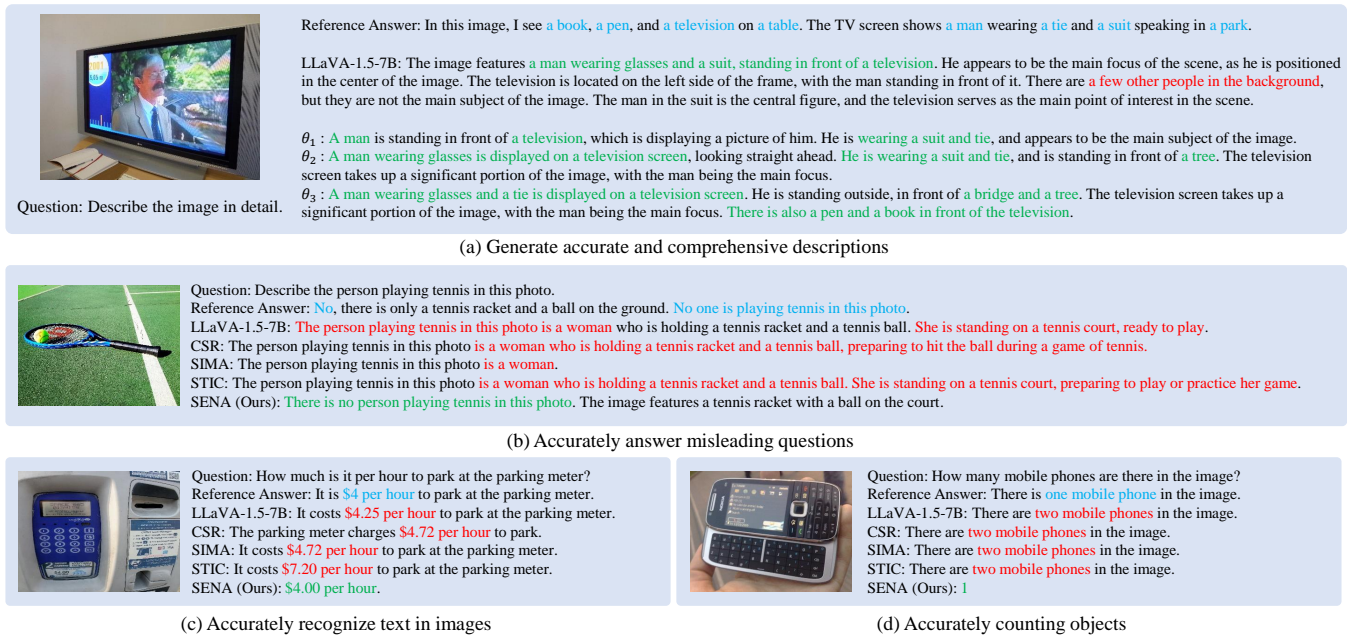 Reference Answer: In this image, I see a book, a pen, and a television on a table. The TV screen shows a man wearing a tie and a suit speaking in a park.
LLaVA-1.5-7B: The image features a man wearing glasses and a suit, standing in front of a television. He appears to be the main focus of the scene, as he is positioned
in the center of the image. The television is located on the left side of the frame, with the man standing in front of it. There are a few other people in the background,
but they are not the main subject of the image. The man in the suit is the central figure, and the television serves as the main point of interest in the scene.
θ₁ : A man is standing in front of a television, which is displaying a picture of him. He is wearing a suit and tie, and appears to be the main subject of the image.
θ₂ : A man wearing glasses is displayed on a television screen, looking straight ahead. He is wearing a suit and tie, and is standing in front of a tree. The television
screen takes up a significant portion of the image, with the man being the main focus.
θ₃ : A man wearing glasses and a tie is displayed on a television screen. He is standing outside, in front of a bridge and a tree. The television screen takes up a
significant portion of the image, with the man being the main focus. There is also a pen and a book in front of the television.
Question: Describe the image in detail.
(a) Generate accurate and comprehensive descriptions
Question: Describe the person playing tennis in this photo.
Reference Answer: No, there is only a tennis racket and a ball on the ground. No one is playing tennis in this photo.
LLaVA-1.5-7B: The person playing tennis in this photo is a woman who is holding a tennis racket and a tennis ball. She is standing on a tennis court, ready to play.
CSR: The person playing tennis in this photo is a woman who is holding a tennis racket and a tennis ball, preparing to hit the ball during a game of tennis.
SIMA: The person playing tennis in this photo is a woman.
STIC: The person playing tennis in this photo is a woman who is holding a tennis racket and a tennis ball. She is standing on a tennis court, preparing to play or practice her game.
SENA (Ours): There is no person playing tennis in this photo. The image features a tennis racket with a ball on the court.
(b) Accurately answer misleading questions
Question: How much is it per hour to park at the parking meter?
Reference Answer: It is $4 per hour to park at the parking meter.
LLaVA-1.5-7B: It costs $4.25 per hour to park at the parking meter.
CSR: The parking meter charges $4.72 per hour to park.
SIMA: It costs $4.72 per hour to park at the parking meter.
STIC: It costs $7.20 per hour to park at the parking meter.
SENA (Ours): $4.00 per hour.
(c) Accurately recognize text in images
NOKIA
Question: How many mobile phones are there in the image?
Reference Answer: There is one mobile phone in the image.
LLaVA-1.5-7B: There are two mobile phones in the image.
CSR: There are two mobile phones in the image.
SIMA: There are two mobile phones in the image.
STIC: There are two mobile phones in the image.
SENA (Ours): 1
(d) Accurately counting objects